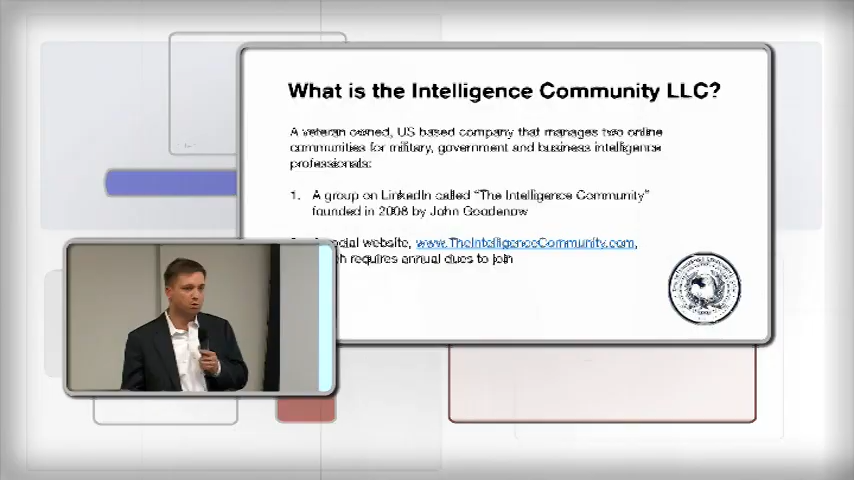 What is the Intelligence Community LLC?
A veteran owned, US based company that manages two online
communities for military, government and business intelligence
professionals:
1. A group on LinkedIn called “The Intelligence Community”
founded in 2008 by John Goodenow
social website, www.TheIntelligenceCommunity.com,
requires annual dues to join